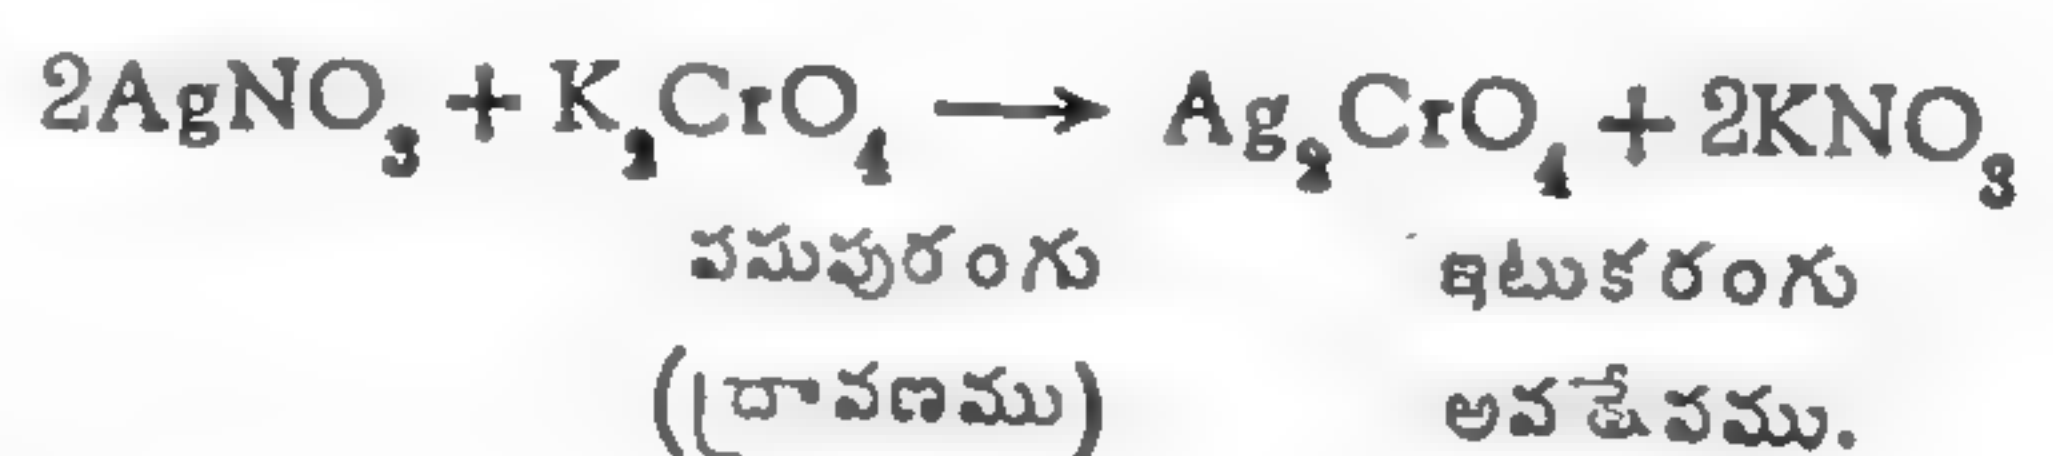 2AgNO₃ + K₂CrO₄ ⟶ Ag₂CrO₄ + 2KNO₃
పసుపురంగు ఇటుకరంగు
(ద్రావణము) అవక్షేపము.